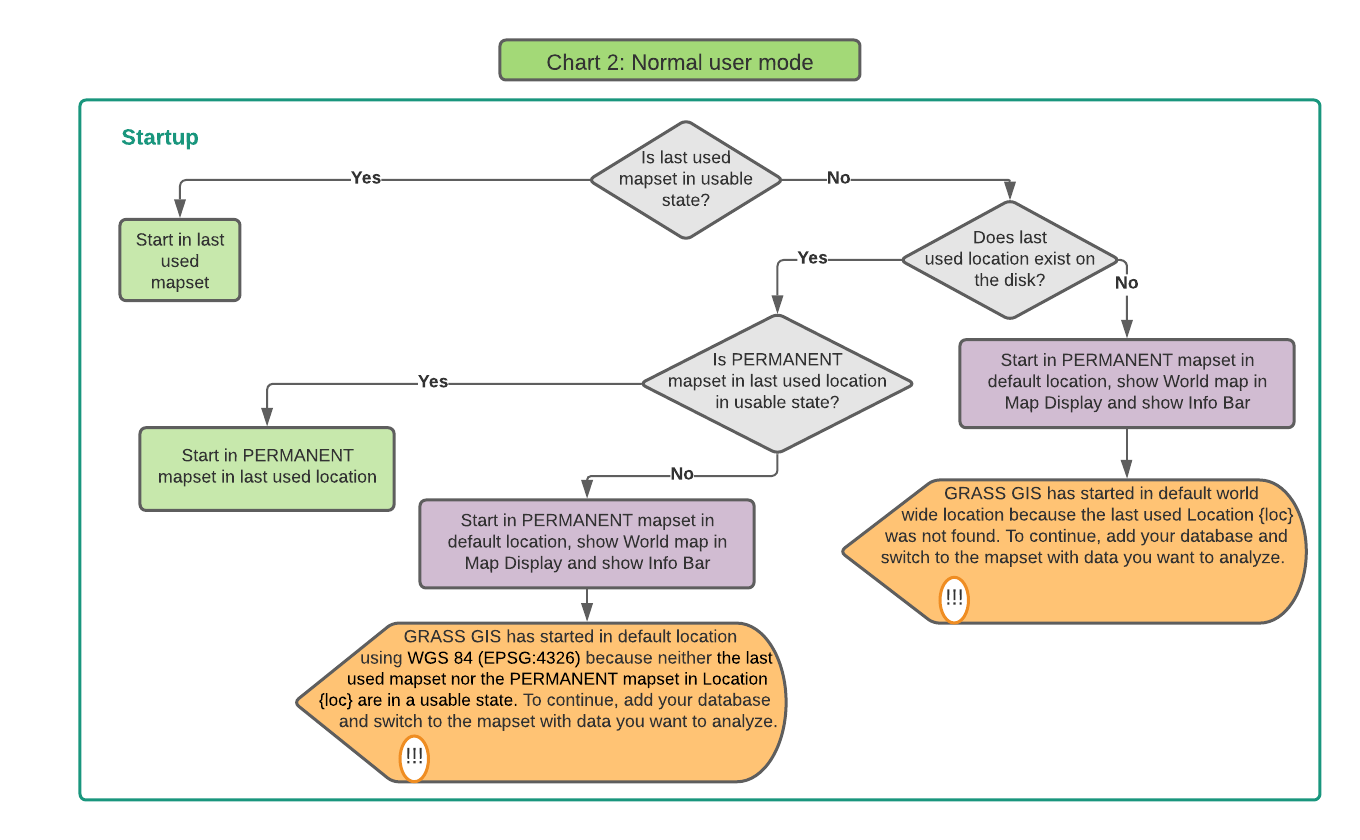 Chart 2: Normal user mode
Startup
Is last used
mapset in usable
state?
Yes
No
Start in last
used
mapset
Does last
used location exist on
the disk?
Yes
No
Is PERMANENT
mapset in last used location
in usable state?
Start in PERMANENT mapset in
default location, show World map in
Map Display and show Info Bar
Yes
Start in PERMANENT
mapset in last used location
No
Start in PERMANENT mapset in
default location, show World map in
Map Display and show Info Bar
GRASS GIS has started in default world
wide location because the last used Location {loc}
was not found. To continue, add your database and
switch to the mapset with data you want to analyze.
!!!
GRASS GIS has started in default location
using WGS 84 (EPSG:4326) because neither the last
used mapset nor the PERMANENT mapset in Location
{loc} are in a usable state. To continue, add your database
and switch to the mapset with data you want to analyze.
!!!